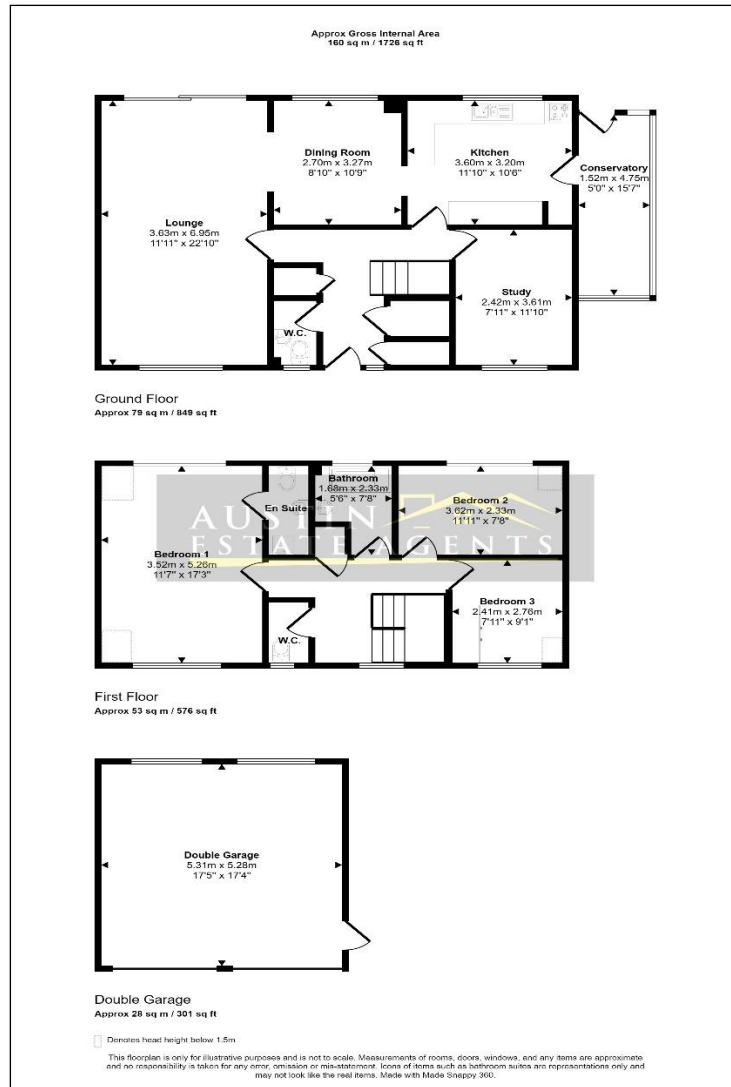 Approx Gross Internal Area
160 sq m / 1726 sq ft
Dining Room
2.70m x 3.27m
8'10" x 10'9"
Kitchen
3.60m x 3.20m
11'10" x 10'6"
Conservatory
1.52m x 4.75m
5'0" x 15'7"
Lounge
3.63m x 6.95m
11'11" x 22'10"
Study
2.42m x 3.61m
7'11" x 11'10"
W.C.
Ground Floor
Approx 79 sq m / 849 sq ft
Bathroom
1.68m x 2.33m
5'6" x 7'8"
En Suite
Bedroom 2
3.62m x 2.33m
11'11" x 7'8"
AUSTIN
ESTATE AGENTS
Bedroom 1
3.52m x 5.26m
11'7" x 17'3"
Bedroom 3
2.41m x 2.76m
7'11" x 9'1"
W.C.
First Floor
Approx 53 sq m / 576 sq ft
Double Garage
5.31m x 5.28m
17'5" x 17'4"
Double Garage
Approx 28 sq m / 301 sq ft
Denotes head height below 1.5m
This floorplan is only for illustrative purposes and is not to scale. Measurements of rooms, doors, windows, and any items are approximate
and no responsibility is taken for any error, omission or mis-statement. Icons of items such as bathroom suites are representations only and
may not look like the real items. Made with Made Snappy 360.